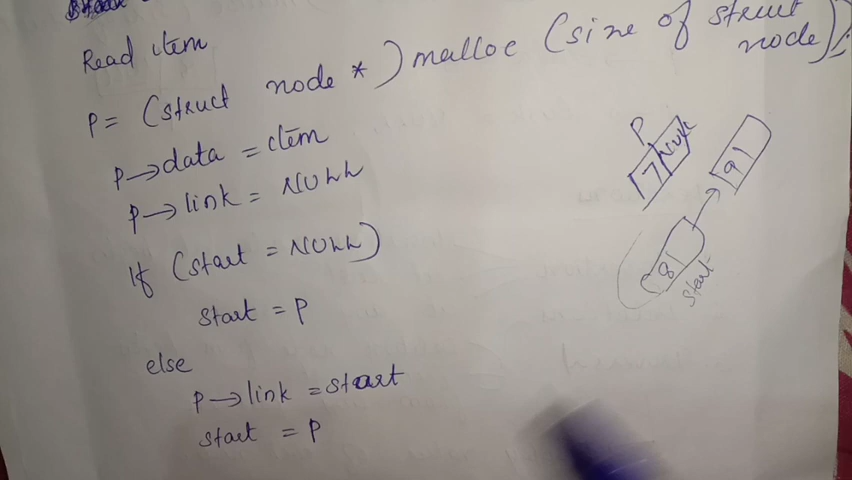 Read item
P = (struct node *) malloc (size of struct node));
P → data = item
P → link = NULL
If (start = NULL)
start = P
else
P → link = start
start = P
P
7 NULL
9
8
start